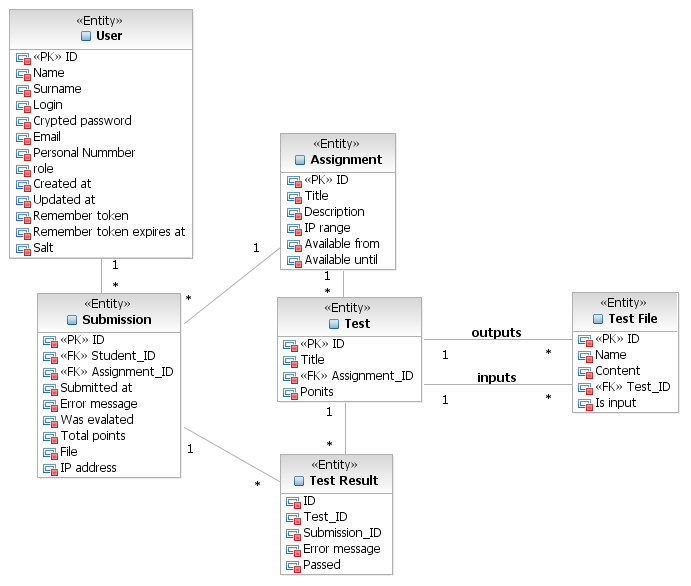 «Entity»
User
«PK» ID
Name
Surname
Login
Crypted password
Email
Personal Nummber
role
Created at
Updated at
Remember token
Remember token expires at
Salt
1
*
«Entity»
Assignment
«PK» ID
Title
Description
IP range
Available from
Available until
1
*
1
*
«Entity»
Submission
«PK» ID
«FK» Student_ID
«FK» Assignment_ID
Submitted at
Error message
Was evalated
Total points
File
IP address
«Entity»
Test
«PK» ID
Title
«FK» Assignment_ID
Ponits
outputs
1
*
inputs
1
*
«Entity»
Test File
«PK» ID
Name
Content
«FK» Test_ID
Is input
1
*
1
*
«Entity»
Test Result
ID
Test_ID
Submission_ID
Error message
Passed